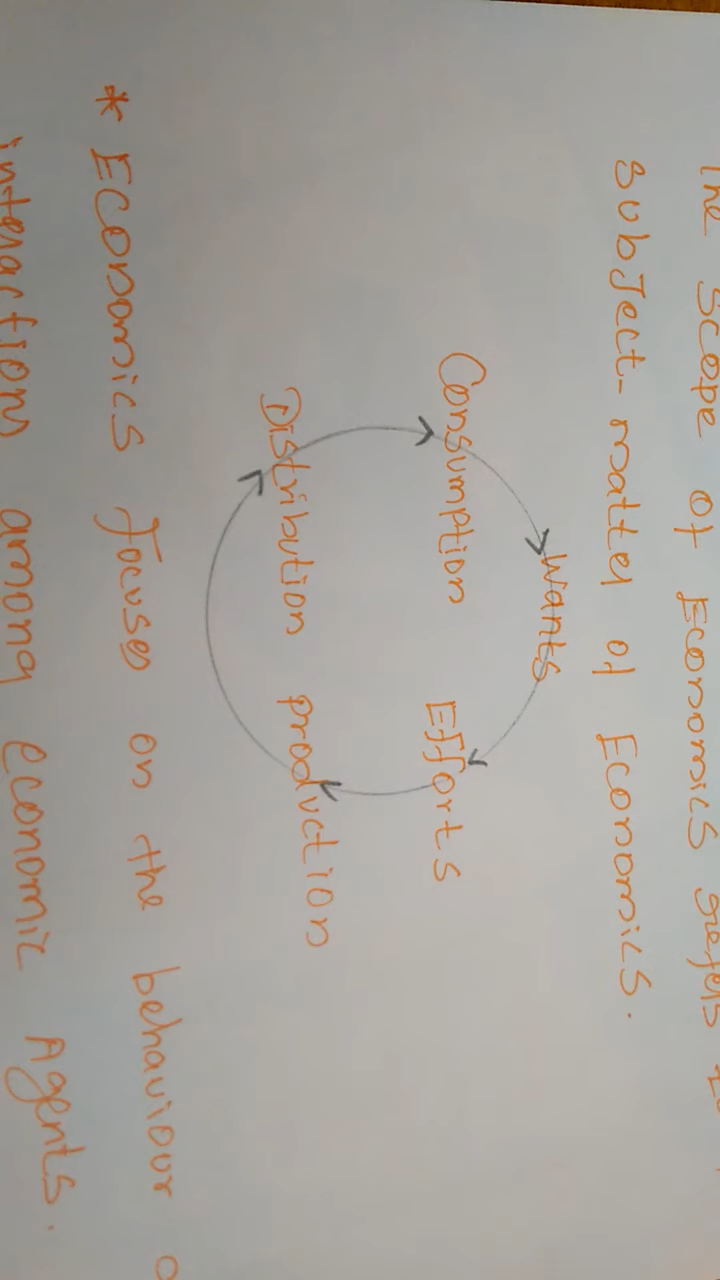 The Scope of Economics refers to
subject-matter of Economics.
Wants
Consumption Efforts
Distribution production
* Economics focuses on the behaviour
interactions among economic Agents.